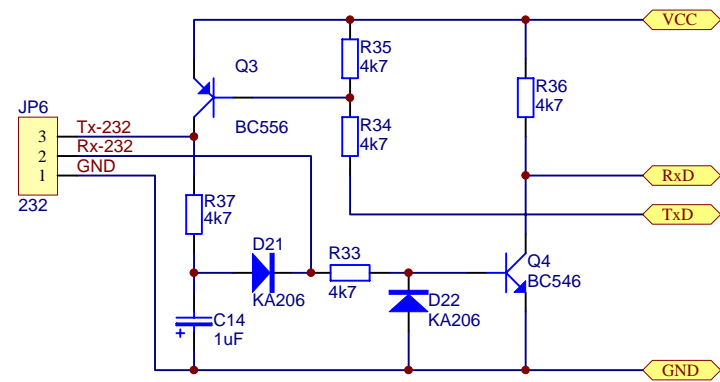 VCC
R35
4k7
Q3
BC556
R36
4k7
JP6
3 Tx-232
2 Rx-232
1 GND
232
R34
4k7
RxD
TxD
R37
4k7
D21
KA206
R33
4k7
Q4
BC546
D22
KA206
C14
1uF
+
GND